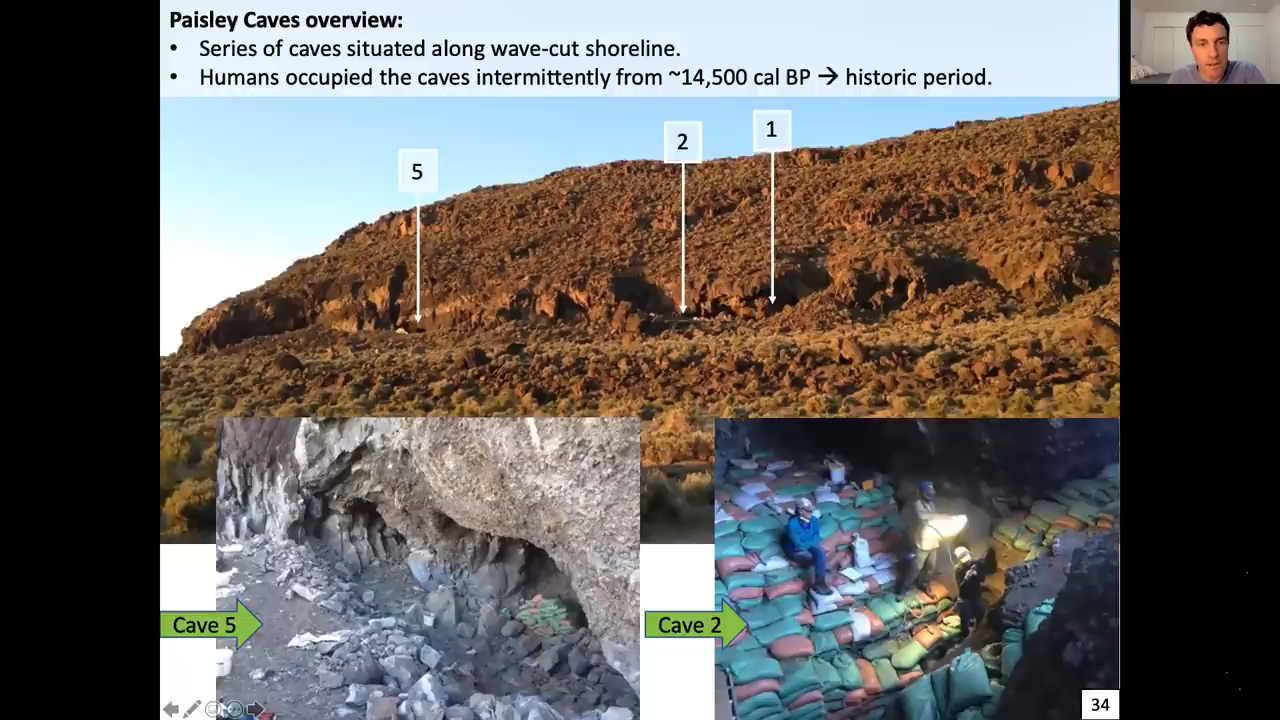 Paisley Caves overview:
• Series of caves situated along wave-cut shoreline.
• Humans occupied the caves intermittently from ~14,500 cal BP → historic period.
1
2
5
Cave 5
Cave 2
34